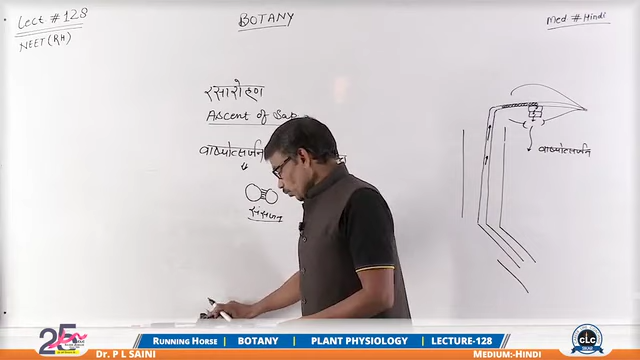 Lect # 128
NEET (RH)
BOTANY
Med # Hindi
रसारोहण
Ascent of Sap
वाष्पोत्सर्जन
संसंजन
वाष्पोत्सर्जन
25
RUNNING HORSE | BOTANY | PLANT PHYSIOLOGY | LECTURE-128
CLC
Dr. P L SAINI
MEDIUM:-HINDI